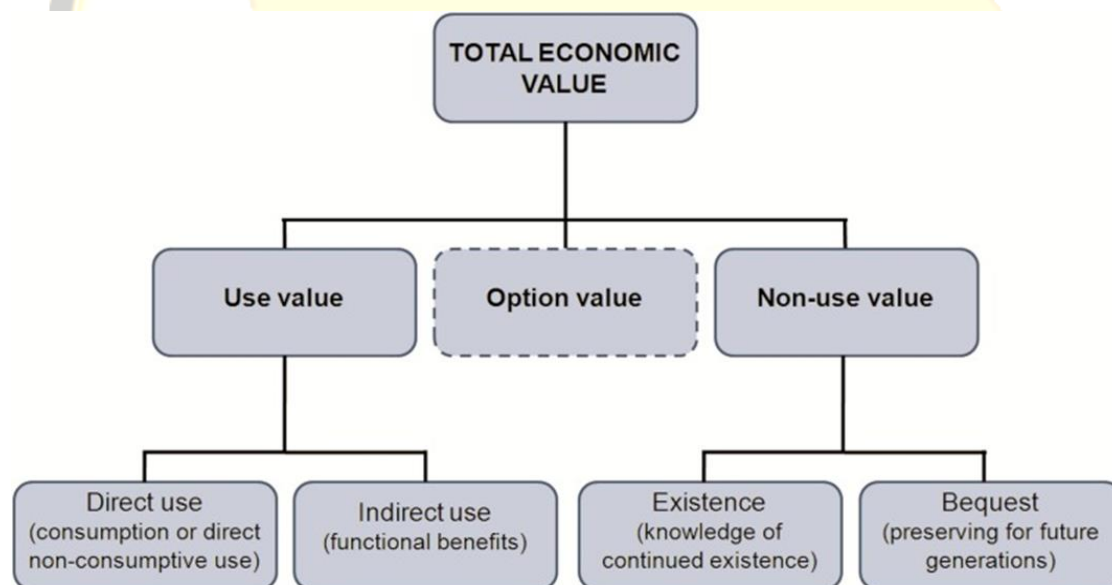 TOTAL ECONOMIC
VALUE
Use value
Option value
Non-use value
Direct use
(consumption or direct
non-consumptive use)
Indirect use
(functional benefits)
Existence
(knowledge of
continued existence)
Bequest
(preserving for future
generations)